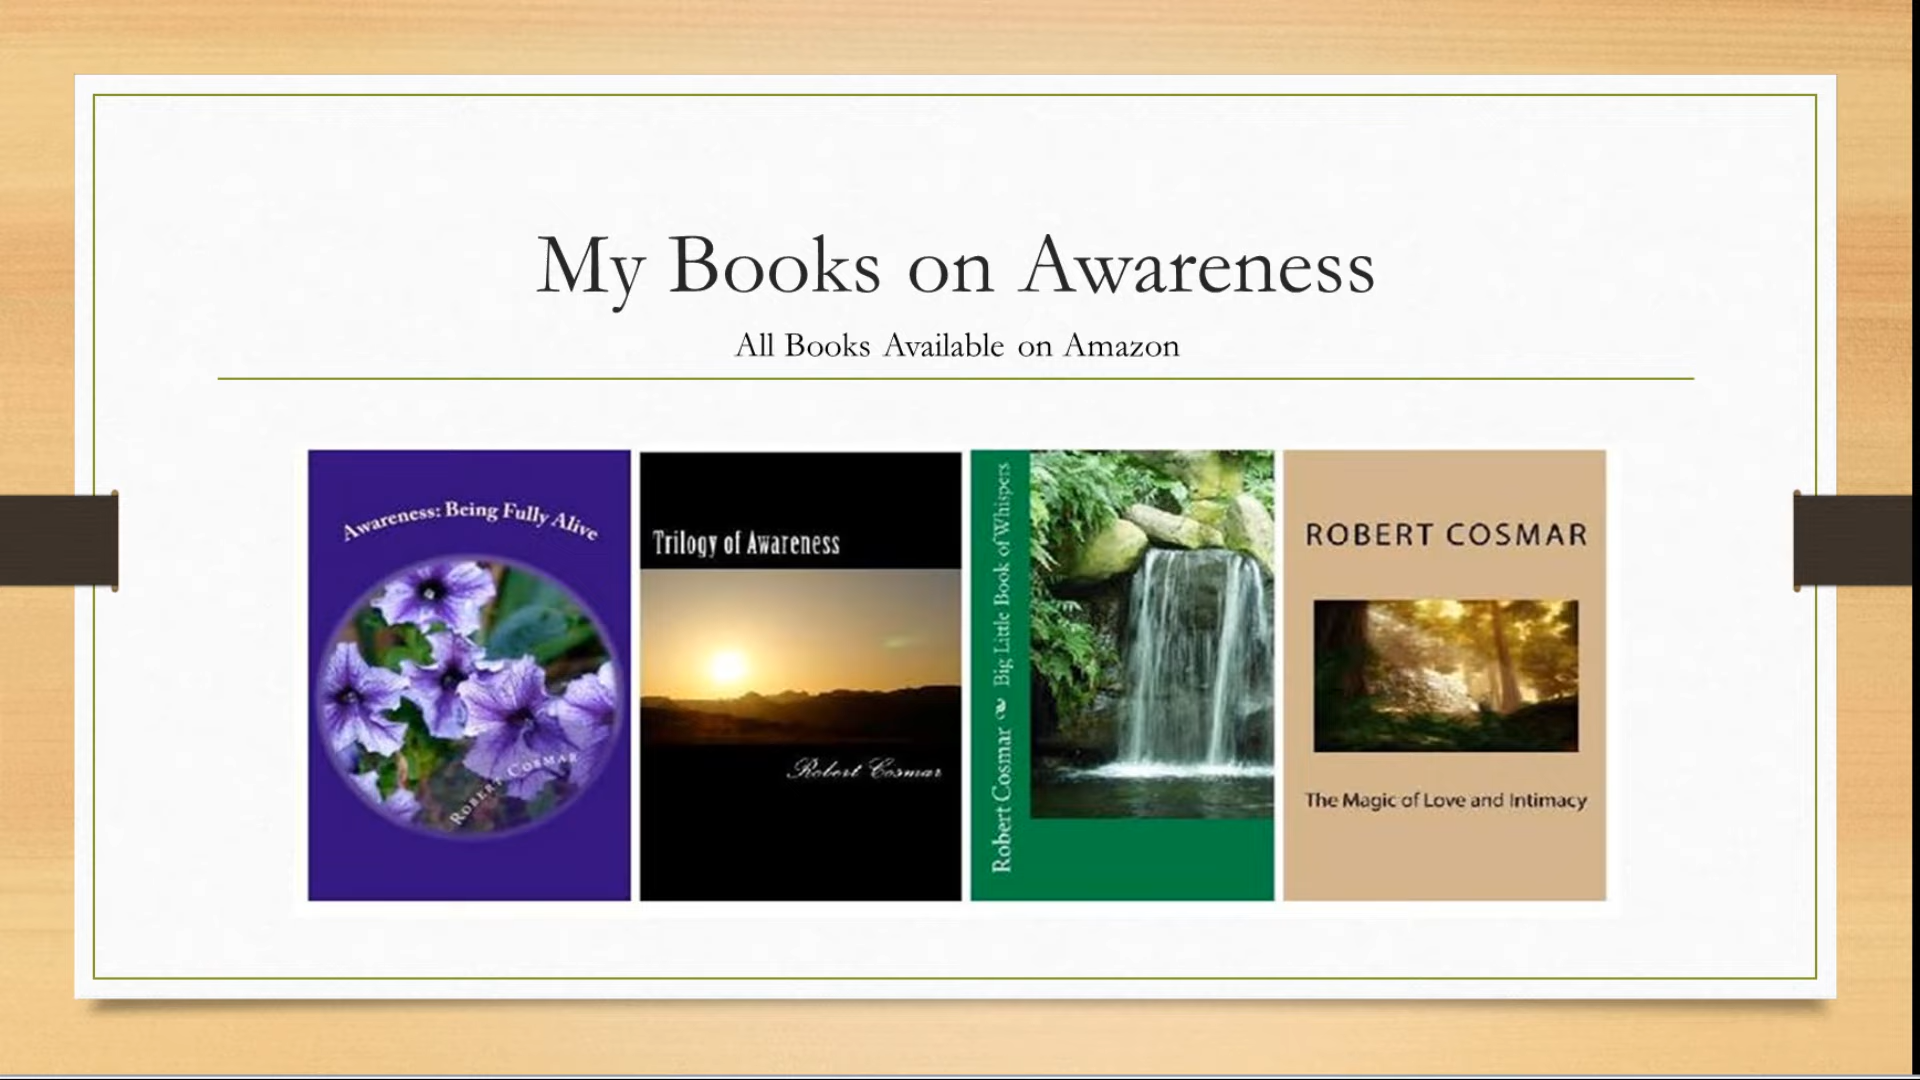 My Books on Awareness
All Books Available on Amazon
Awareness: Being Fully Alive
ROBERT COSMAR
Trilogy of Awareness
Robert Cosmar
Robert Cosmar Big Little Book of Whispers
ROBERT COSMAR
The Magic of Love and Intimacy